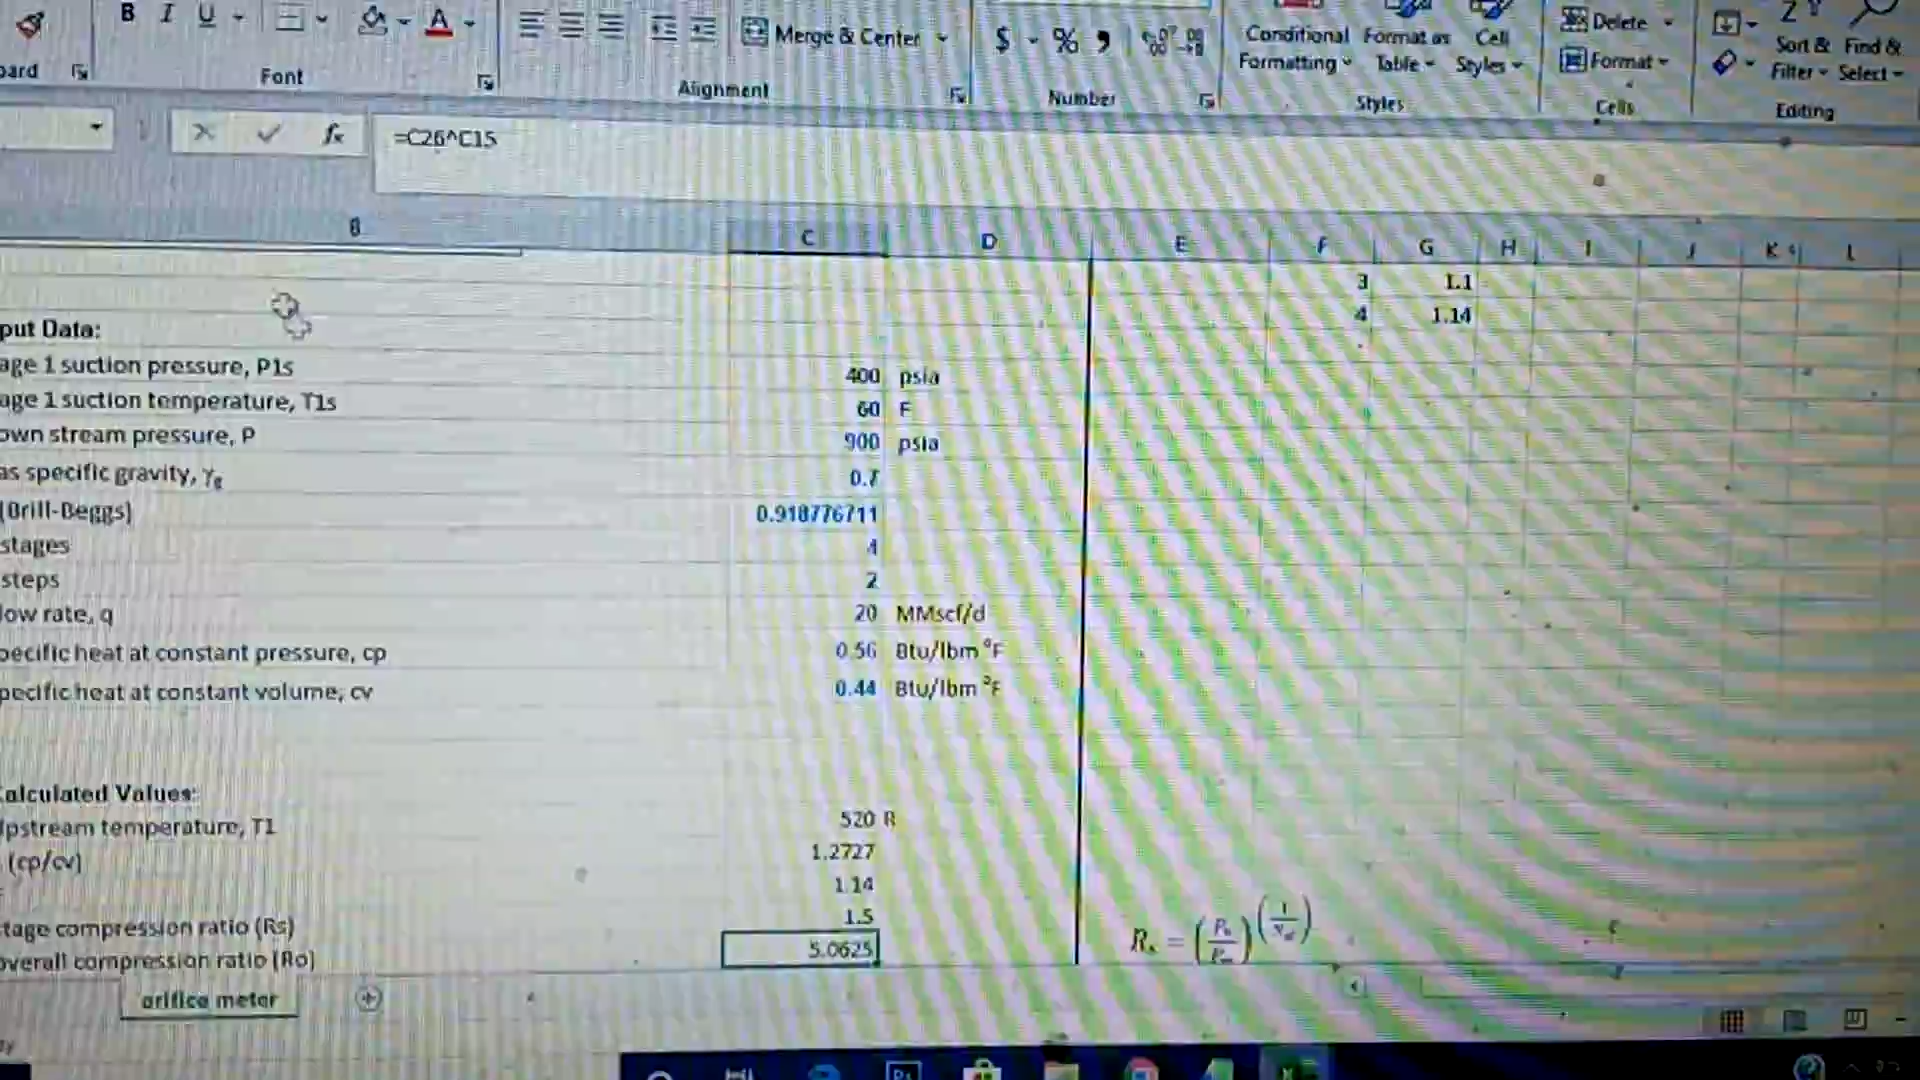 B I U A Merge & Center $ % , Conditional Formatting Format as Table Cell Styles Delete Format Sort & Filter Find & Select
Font Alignment Number Styles Cells Editing
fx =C26^C15
B C D E F G H I J K L
3 1.1
4 1.14
put Data:
age 1 suction pressure, P1s 400 psia
age 1 suction temperature, T1s 60 F
own stream pressure, P 900 psia
as specific gravity, γg 0.7
(Brill-Beggs) 0.918776711
stages 4
steps 2
low rate, q 20 MMscf/d
pecific heat at constant pressure, cp 0.56 Btu/lbm °F
pecific heat at constant volume, cv 0.44 Btu/lbm °F
alculated Values:
pstream temperature, T1 520 R
(cp/cv) 1.2727
1.14
tage compression ratio (Rs) 1.5
overall compression ratio (Ro) 5.0625
orifice meter